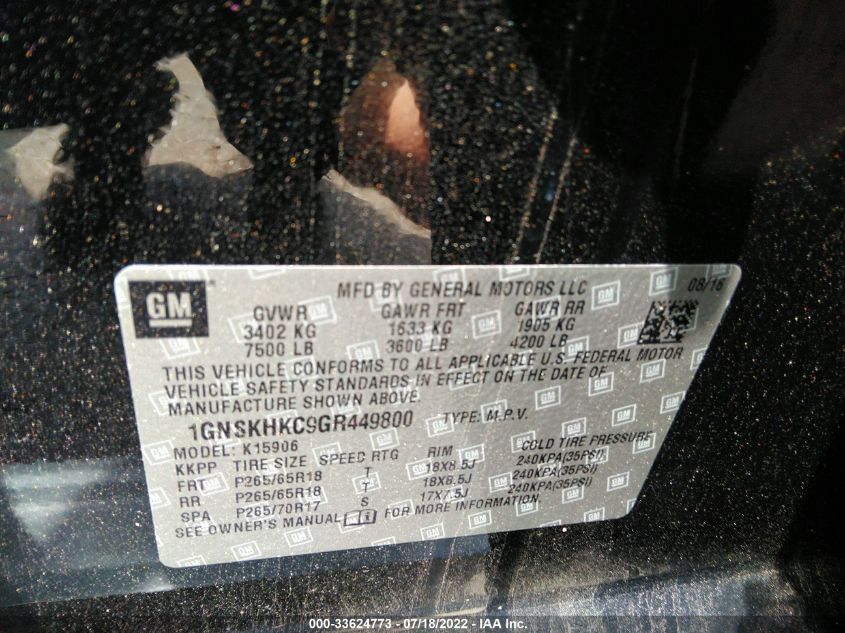 GM MFD BY GENERAL MOTORS LLC 08/16
GVWR GAWR FRT GAWR RR
3402 KG 1633 KG 1905 KG
7500 LB 3600 LB 4200 LB
THIS VEHICLE CONFORMS TO ALL APPLICABLE U.S. FEDERAL MOTOR
VEHICLE SAFETY STANDARDS IN EFFECT ON THE DATE OF
MANUFACTURE SHOWN ABOVE.
1GNSKHKC9GR449800 TYPE: M.P.V.
MODEL: K15906
KKPP TIRE SIZE SPEED RTG RIM COLD TIRE PRESSURE
FRT P265/65R18 T 18X8.5J 240KPA(35PSI)
RR P265/65R18 T 18X8.5J 240KPA(35PSI)
SPA P265/70R17 S 17X7.5J 240KPA(35PSI)
SEE OWNER'S MANUAL FOR MORE INFORMATION.
000-33624773 / 07/18/2022 - IAA Inc.